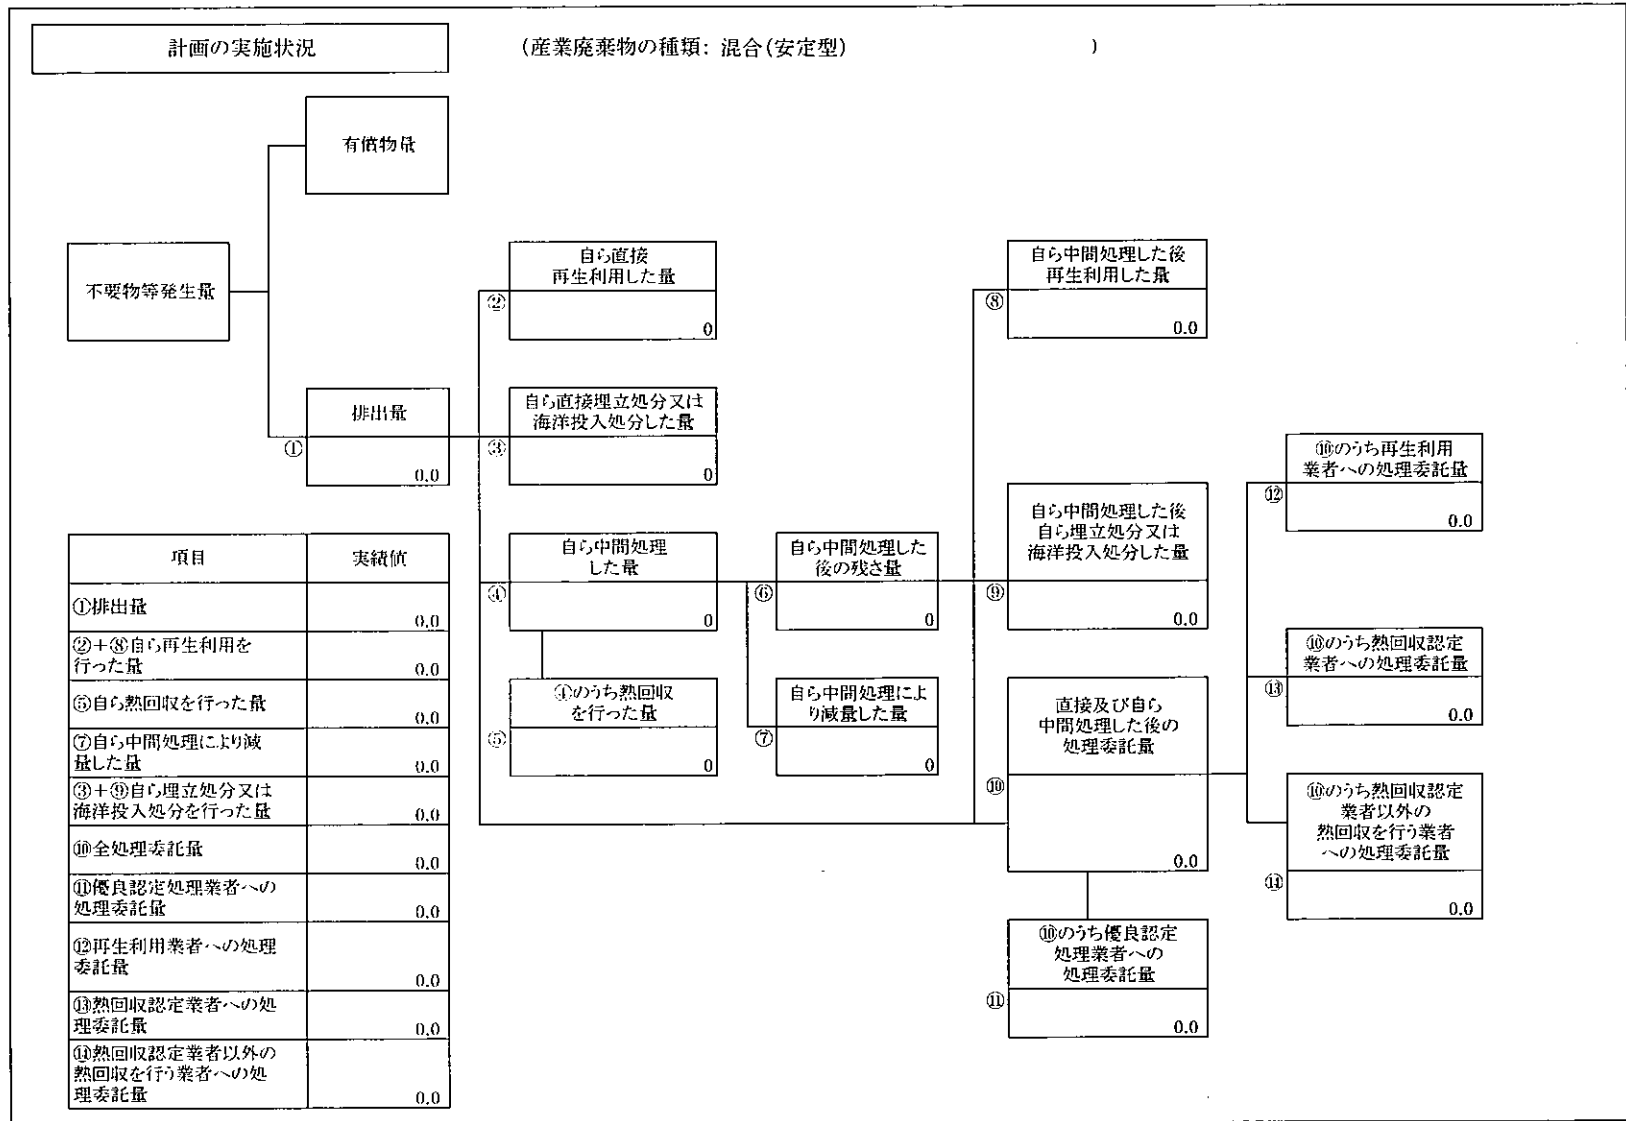 計画の実施状況
(産業廃棄物の種類: 混合(安定型) )
有償物量
不要物等発生量
排出量
①
0.0
自ら直接
再生利用した量
②
0
自ら直接埋立処分又は
海洋投入処分した量
③
0
自ら中間処理
した量
④
0
④のうち熱回収
を行った量
⑤
0
自ら中間処理した
後の残さ量
⑥
0
自ら中間処理によ
り減量した量
⑦
0
自ら中間処理した後
再生利用した量
⑧
0.0
自ら中間処理した後
自ら埋立処分又は
海洋投入処分した量
⑨
0.0
直接及び自ら
中間処理した後の
処理委託量
⑩
0.0
⑩のうち優良認定
処理業者への
処理委託量
⑪
0.0
⑩のうち再生利用
業者への処理委託量
⑫
0.0
⑩のうち熱回収認定
業者への処理委託量
⑬
0.0
⑩のうち熱回収認定
業者以外の
熱回収を行う業者
への処理委託量
⑭
0.0
項目 実績値
①排出量
0.0
②+⑧自ら再生利用を
行った量 0.0
⑤自ら熱回収を行った量
0.0
⑦自ら中間処理により減
量した量 0.0
③+⑨自ら埋立処分又は
海洋投入処分を行った量 0.0
⑩全処理委託量
0.0
⑪優良認定処理業者への
処理委託量 0.0
⑫再生利用業者への処理
委託量
0.0
⑬熱回収認定業者への処
理委託量 0.0
⑭熱回収認定業者以外の
熱回収を行う業者への処
理委託量 0.0